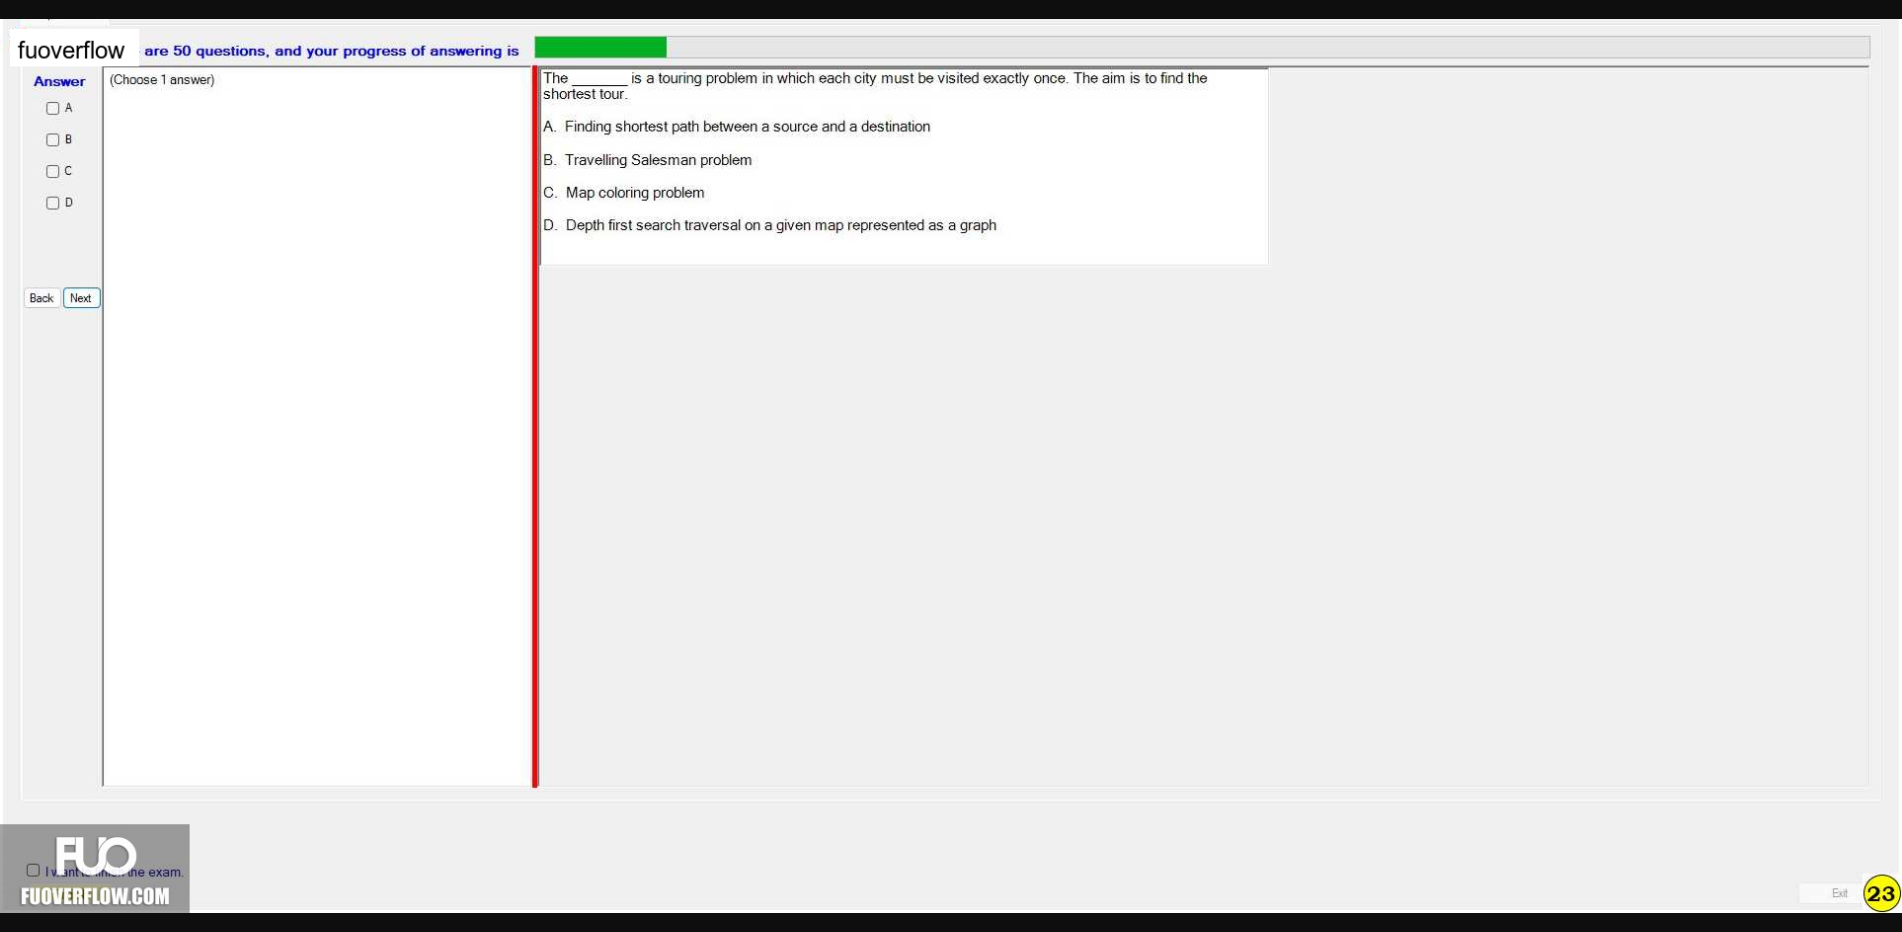 fuoverflow are 50 questions, and your progress of answering is
Answer
(Choose 1 answer)
A
B
C
D
Back Next
The _______ is a touring problem in which each city must be visited exactly once. The aim is to find the
shortest tour.
A. Finding shortest path between a source and a destination
B. Travelling Salesman problem
C. Map coloring problem
D. Depth first search traversal on a given map represented as a graph
FUO
I want to finish the exam.
FUOVERFLOW.COM
Exit
23